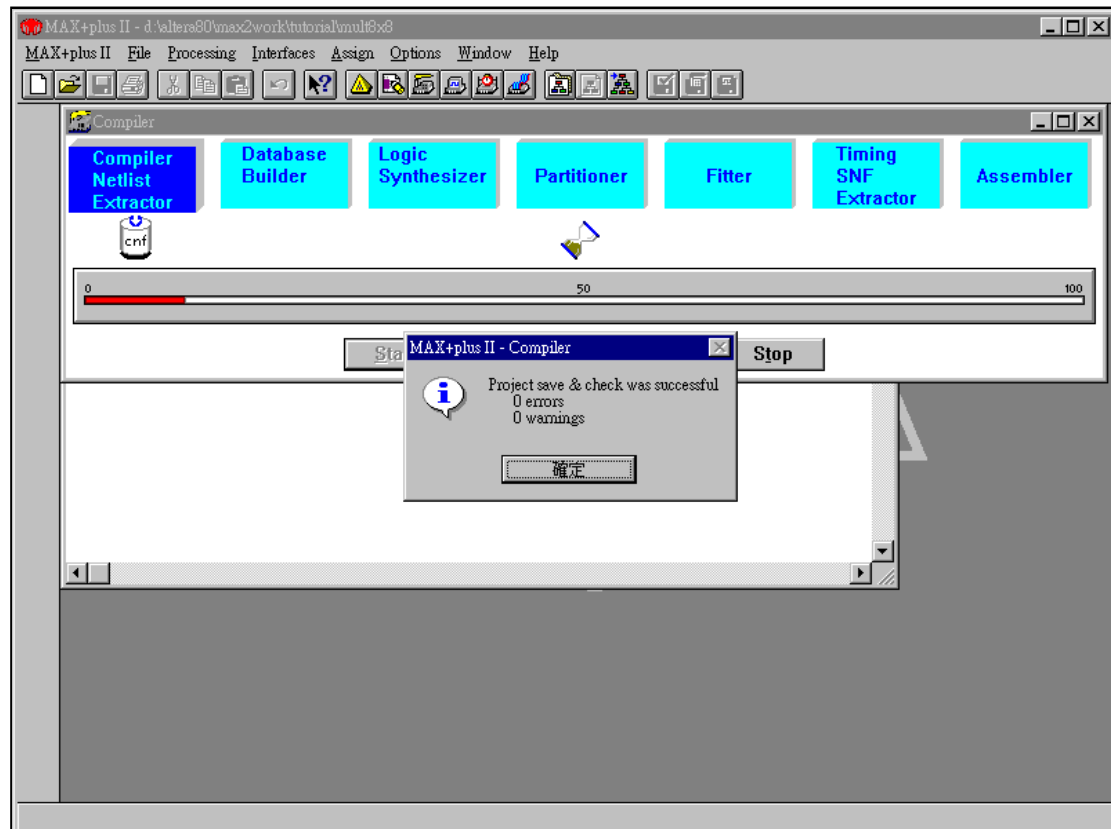 MAX+plus II - d:\altera80\max2work\tutorial\mult8x8
MAX+plus II File Processing Interfaces Assign Options Window Help
Compiler
Compiler
Netlist
Extractor
Database
Builder
Logic
Synthesizer
Partitioner
Fitter
Timing
SNF
Extractor
Assembler
cnf
0 50 100
Sta
Stop
MAX+plus II - Compiler
Project save & check was successful
0 errors
0 warnings
確定